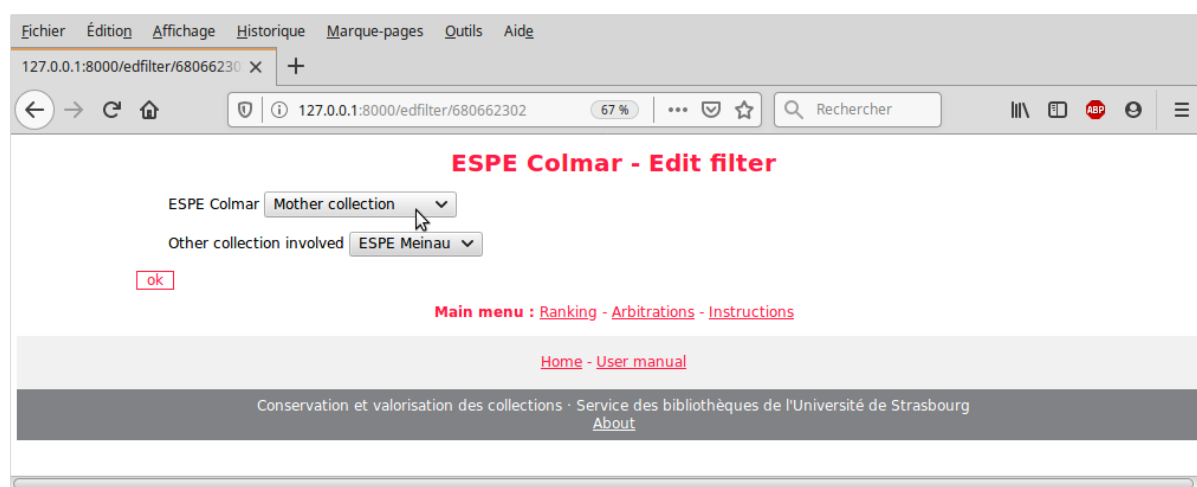 Fichier Édition Affichage Historique Marque-pages Outils Aide
127.0.0.1:8000/edfilter/68066230
127.0.0.1:8000/edfilter/680662302 67 % Rechercher ABP
ESPE Colmar - Edit filter
ESPE Colmar Mother collection
Other collection involved ESPE Meinau
ok
Main menu : Ranking - Arbitrations - Instructions
Home - User manual
Conservation et valorisation des collections · Service des bibliothèques de l'Université de Strasbourg
About